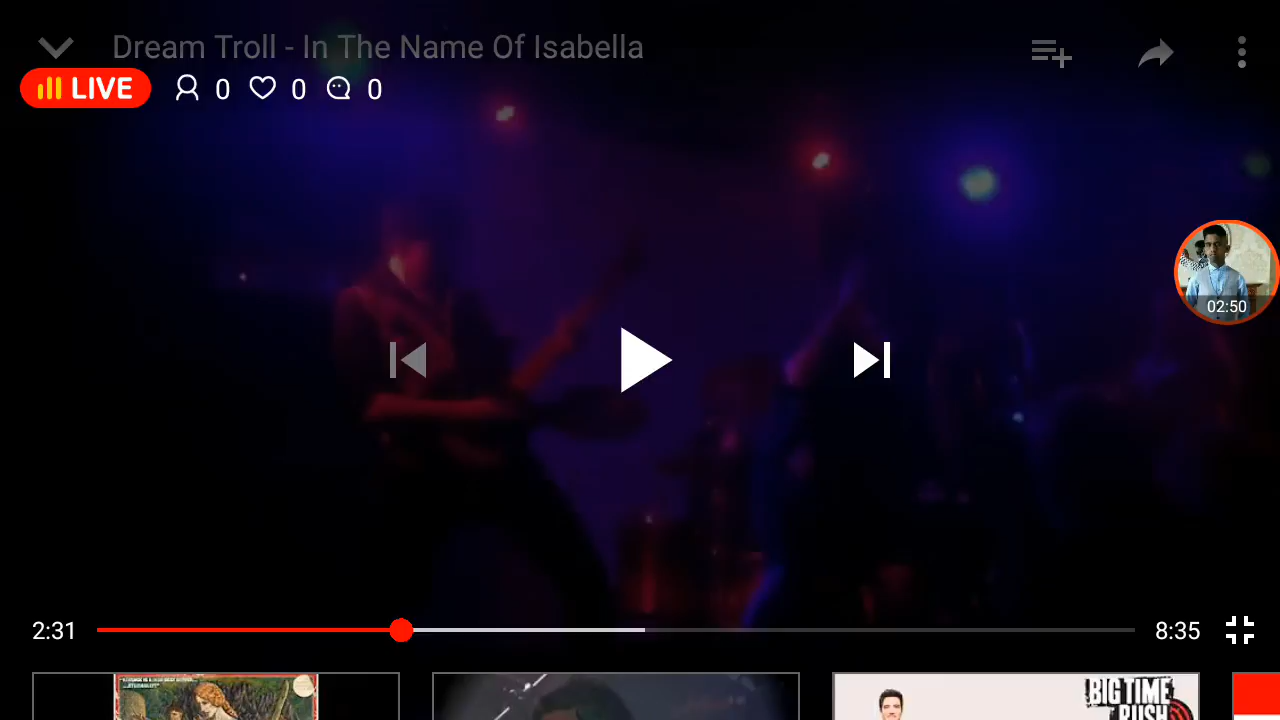 Dream Troll - In The Name Of Isabella
LIVE 0 0 0
02:50
2:31
8:35
BIG TIME
RUSH